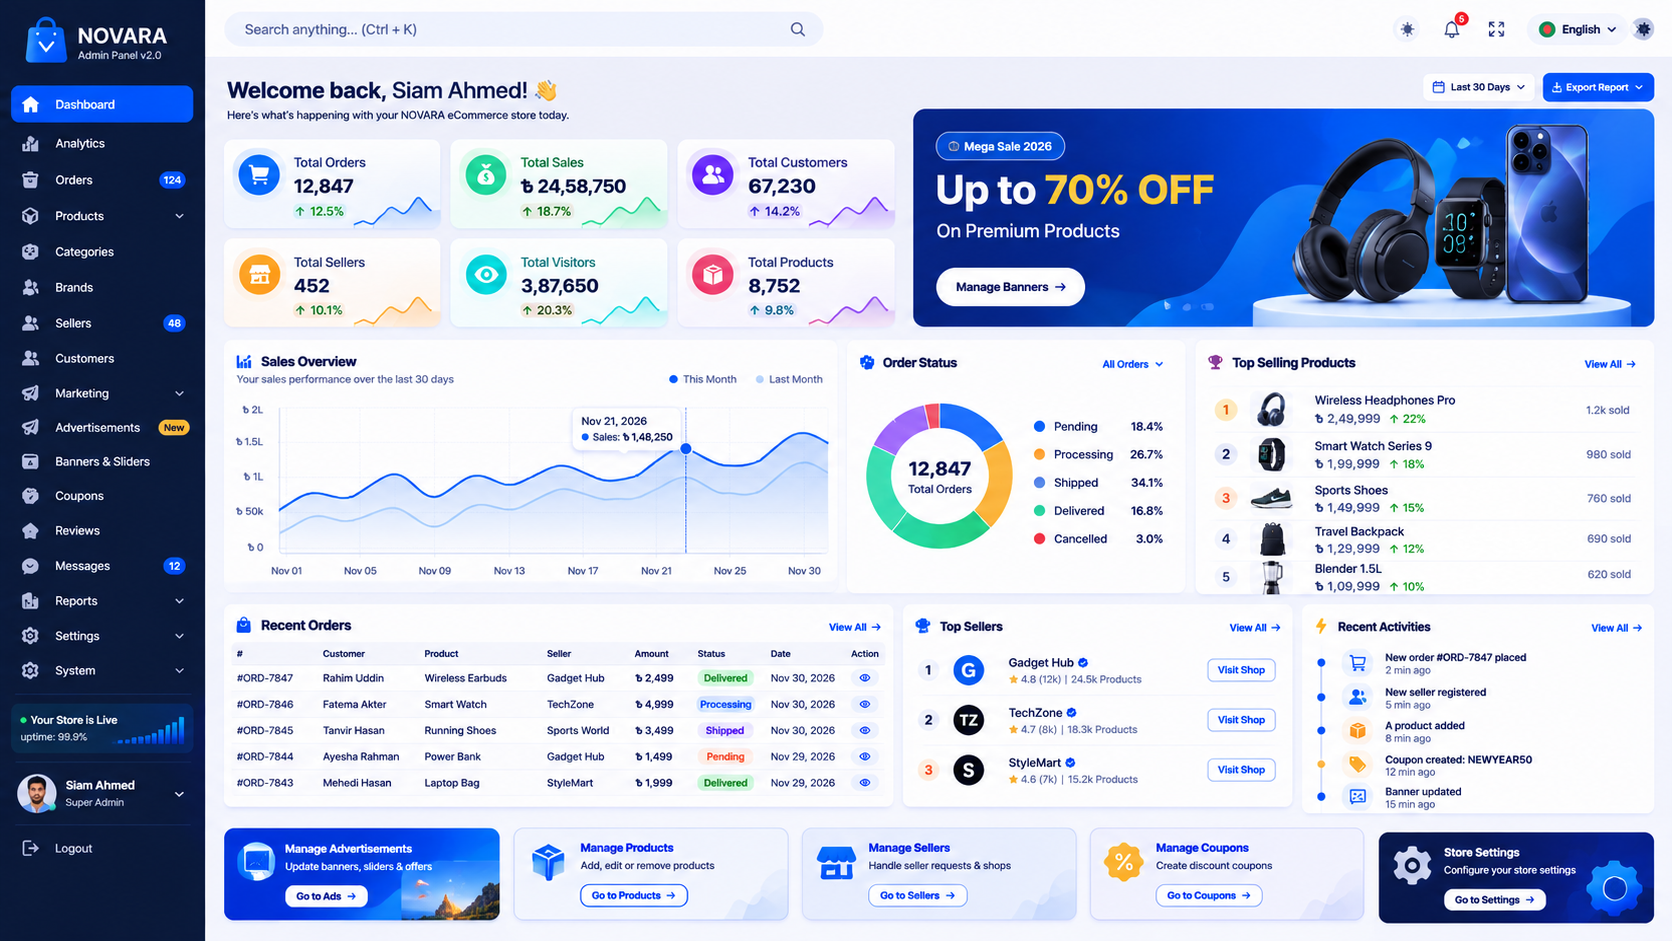 NOVARA
Admin Panel v2.0
Dashboard
Analytics
Orders 124
Products
Categories
Brands
Sellers 48
Customers
Marketing
Advertisements New
Banners & Sliders
Coupons
Reviews
Messages 12
Reports
Settings
System
Your Store is Live
uptime: 99.9%
Siam Ahmed
Super Admin
Logout
Search anything... (Ctrl + K)
5
English
Welcome back, Siam Ahmed! 👋
Here's what's happening with your NOVARA eCommerce store today.
Last 30 Days
Export Report
Total Orders
12,847
↑ 12.5%
Total Sales
৳ 24,58,750
↑ 18.7%
Total Customers
67,230
↑ 14.2%
Total Sellers
452
↑ 10.1%
Total Visitors
3,87,650
↑ 20.3%
Total Products
8,752
↑ 9.8%
Mega Sale 2026
Up to 70% OFF
On Premium Products
Manage Banners →
10
08
Sales Overview
Your sales performance over the last 30 days
This Month
Last Month
৳ 2L
৳ 1.5L
৳ 1L
৳ 50k
৳ 0
Nov 21, 2026
Sales: ৳ 1,48,250
Nov 01 Nov 05 Nov 09 Nov 13 Nov 17 Nov 21 Nov 25 Nov 30
Order Status
All Orders
12,847
Total Orders
Pending 18.4%
Processing 26.7%
Shipped 34.1%
Delivered 16.8%
Cancelled 3.0%
Top Selling Products
View All →
1 Wireless Headphones Pro 1.2k sold
৳ 2,49,999 ↑ 22%
2 Smart Watch Series 9 980 sold
৳ 1,99,999 ↑ 18%
3 Sports Shoes 760 sold
৳ 1,49,999 ↑ 15%
4 Travel Backpack 690 sold
৳ 1,29,999 ↑ 12%
5 Blender 1.5L 620 sold
৳ 1,09,999 ↑ 10%
Recent Orders
View All →
# Customer Product Seller Amount Status Date Action
#ORD-7847 Rahim Uddin Wireless Earbuds Gadget Hub ৳ 2,499 Delivered Nov 30, 2026
#ORD-7846 Fatema Akter Smart Watch TechZone ৳ 4,999 Processing Nov 30, 2026
#ORD-7845 Tanvir Hasan Running Shoes Sports World ৳ 3,499 Shipped Nov 30, 2026
#ORD-7844 Ayesha Rahman Power Bank Gadget Hub ৳ 1,499 Pending Nov 29, 2026
#ORD-7843 Mehedi Hasan Laptop Bag StyleMart ৳ 1,999 Delivered Nov 29, 2026
Top Sellers
View All →
1 G Gadget Hub
4.8 (12k) | 24.5k Products
Visit Shop
2 TZ TechZone
4.7 (8k) | 18.3k Products
Visit Shop
3 S StyleMart
4.6 (7k) | 15.2k Products
Visit Shop
Recent Activities
View All →
New order #ORD-7847 placed
2 min ago
New seller registered
5 min ago
A product added
8 min ago
Coupon created: NEWYEAR50
12 min ago
Banner updated
15 min ago
Manage Advertisements
Update banners, sliders & offers
Go to Ads →
Manage Products
Add, edit or remove products
Go to Products →
Manage Sellers
Handle seller requests & shops
Go to Sellers →
%
Manage Coupons
Create discount coupons
Go to Coupons →
Store Settings
Configure your store settings
Go to Settings →